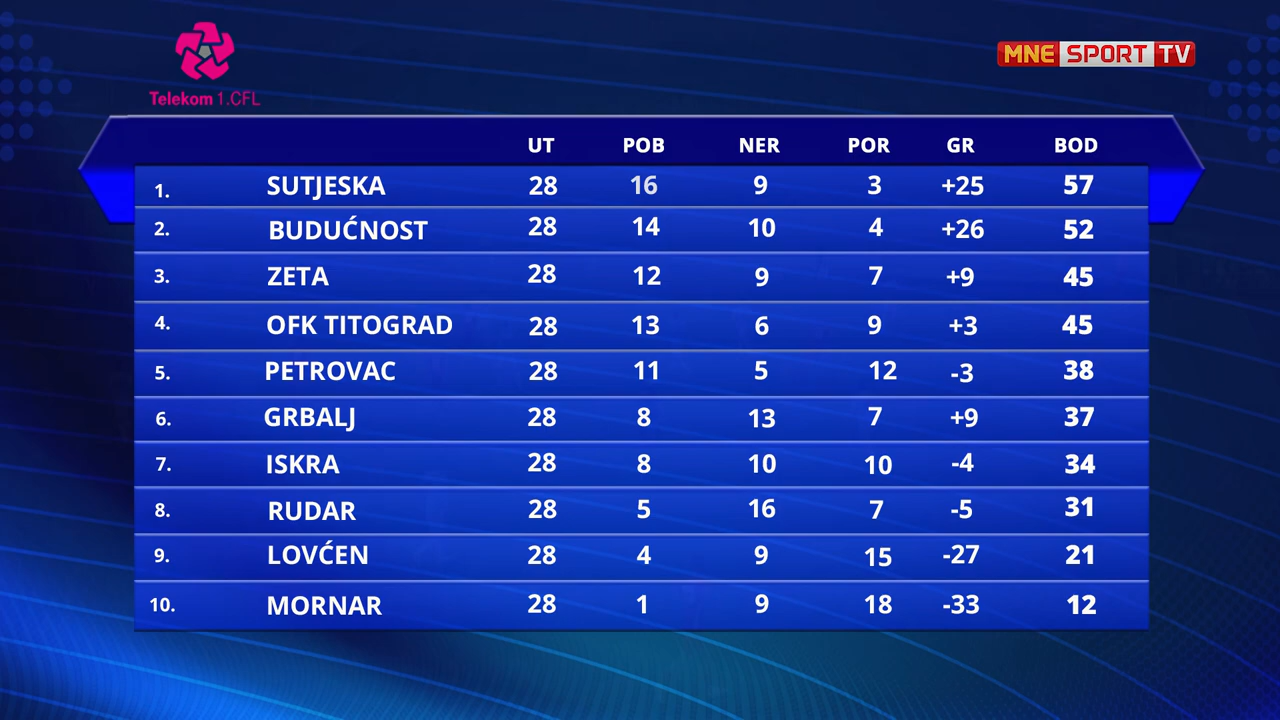 MNE SPORT TV
Telekom 1.CFL
UT POB NER POR GR BOD
1. SUTJESKA 28 16 9 3 +25 57
2. BUDUĆNOST 28 14 10 4 +26 52
3. ZETA 28 12 9 7 +9 45
4. OFK TITOGRAD 28 13 6 9 +3 45
5. PETROVAC 28 11 5 12 -3 38
6. GRBALJ 28 8 13 7 +9 37
7. ISKRA 28 8 10 10 -4 34
8. RUDAR 28 5 16 7 -5 31
9. LOVĆEN 28 4 9 15 -27 21
10. MORNAR 28 1 9 18 -33 12